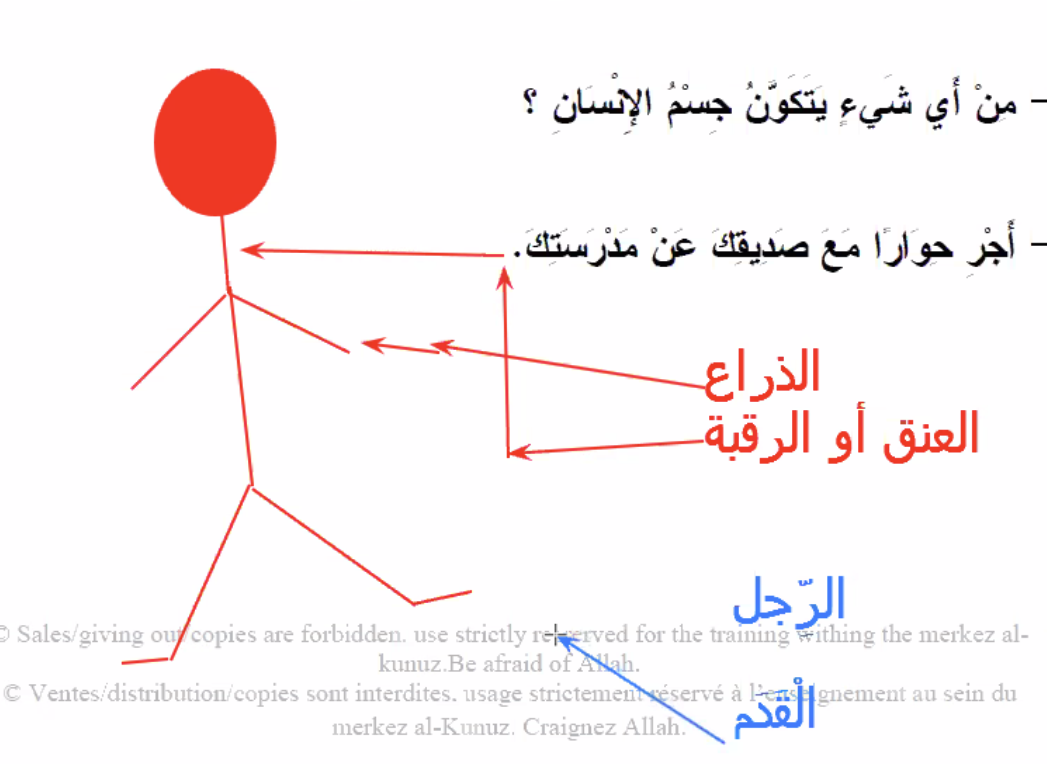 - مِنْ أَي شَيءٍ يَتَكَوَّنُ جِسْمُ الإِنْسَانِ ؟
- أَجْرِ حِوَارًا مَعَ صَدِيقِكَ عَنْ مَدْرَسَتِكَ.
الذراع
العنق أو الرقبة
الرّجل
© Sales/giving out copies are forbidden. use strictly reserved for the training withing the merkez al-
kunuz.Be afraid of Allah.
© Ventes/distribution/copies sont interdites. usage strictement réservé à l'enseignement au sein du
الْقَدَم
merkez al-Kunuz. Craignez Allah.